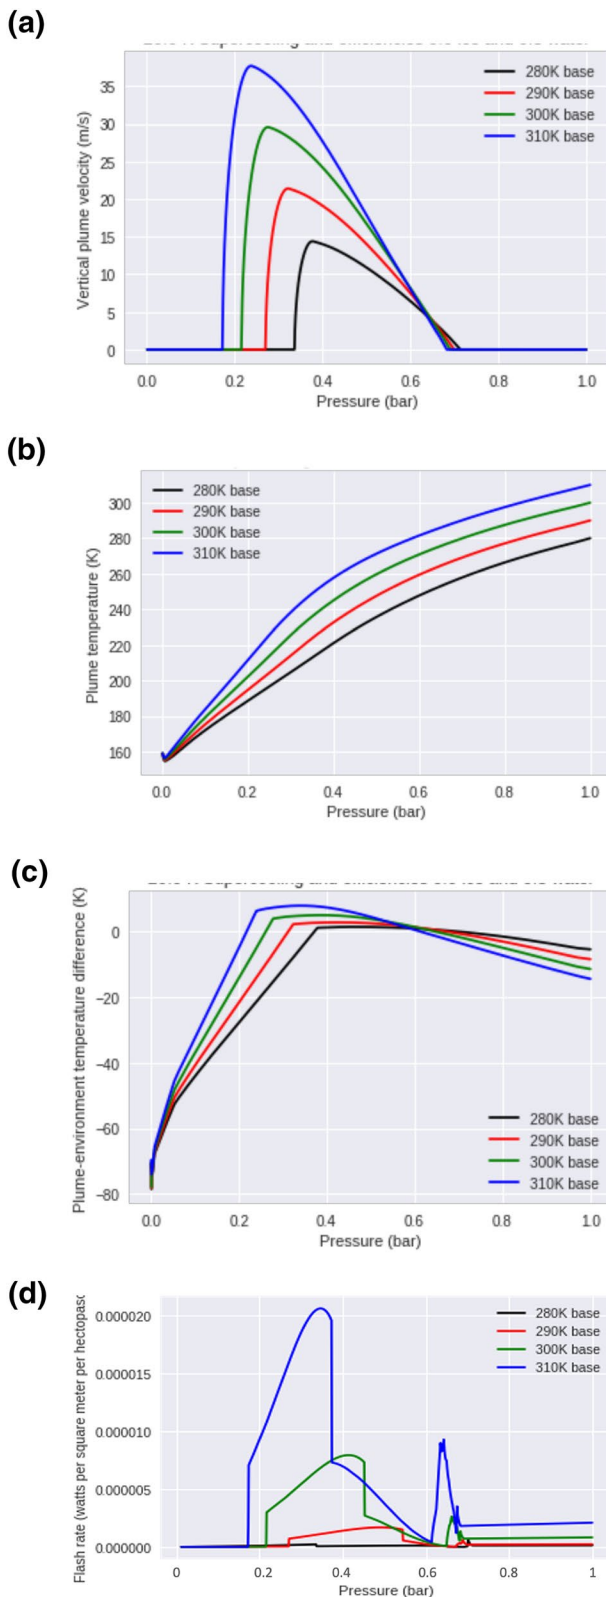 (a)
35
30
25
20
15
10
5
0
Vertical plume velocity (m/s)
280K base
290K base
300K base
310K base
0.0 0.2 0.4 0.6 0.8 1.0
Pressure (bar)
(b)
300
280
260
240
220
200
180
160
Plume temperature (K)
280K base
290K base
300K base
310K base
0.0 0.2 0.4 0.6 0.8 1.0
Pressure (bar)
(c)
0
−20
−40
−60
−80
Plume-environment temperature difference (K)
280K base
290K base
300K base
310K base
0.0 0.2 0.4 0.6 0.8 1.0
Pressure (bar)
(d)
0.000020
0.000015
0.000010
0.000005
0.000000
Flash rate (watts per square meter per hectopasc
280K base
290K base
300K base
310K base
0 0.2 0.4 0.6 0.8 1
Pressure (bar)